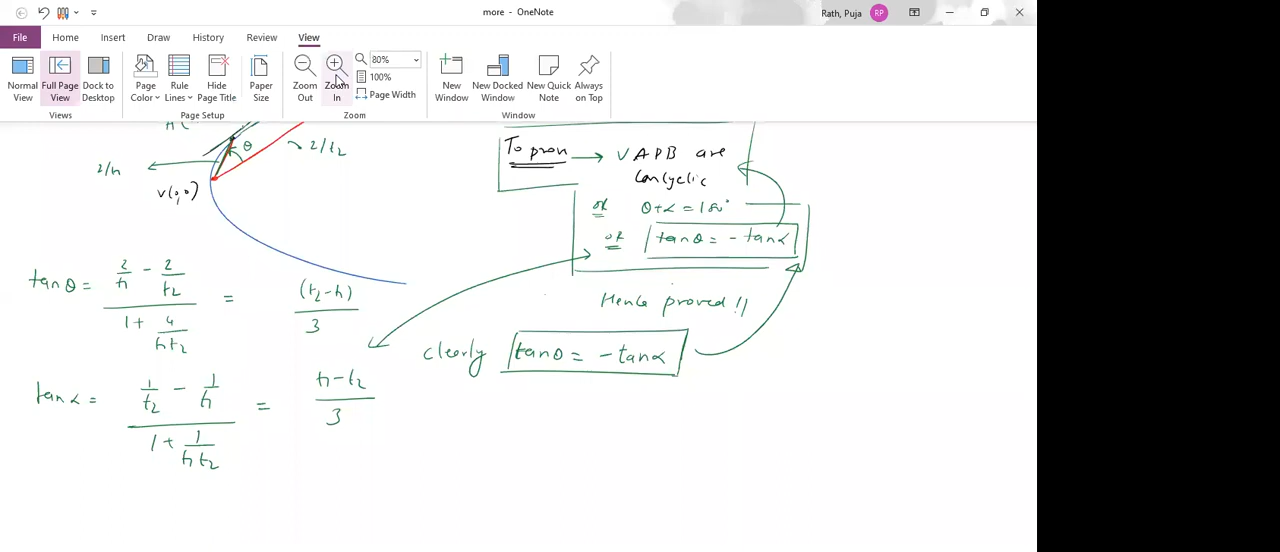 more - OneNote
Rath, Puja
RP
File Home Insert Draw History Review View
Normal View
Full Page View
Dock to Desktop
Page Color
Rule Lines
Hide Page Title
Paper Size
Zoom Out
Zoom In
80%
100%
Page Width
New Window
New Docked Window
New Quick Note
Always on Top
Views Page Setup Zoom Window
θ
2/t2
2/t1
V(0,0)
To prove → VAPB are
Concyclic
or θ+α=180°
or tanθ = -tanα
tanθ = (2/t1 - 2/t2) / (1 + 4/t1t2) = (t2-t1)/3
Hence proved !!
clearly tanθ = -tanα
tanα = (1/t2 - 1/t1) / (1 + 1/t1t2) = (t1-t2)/3